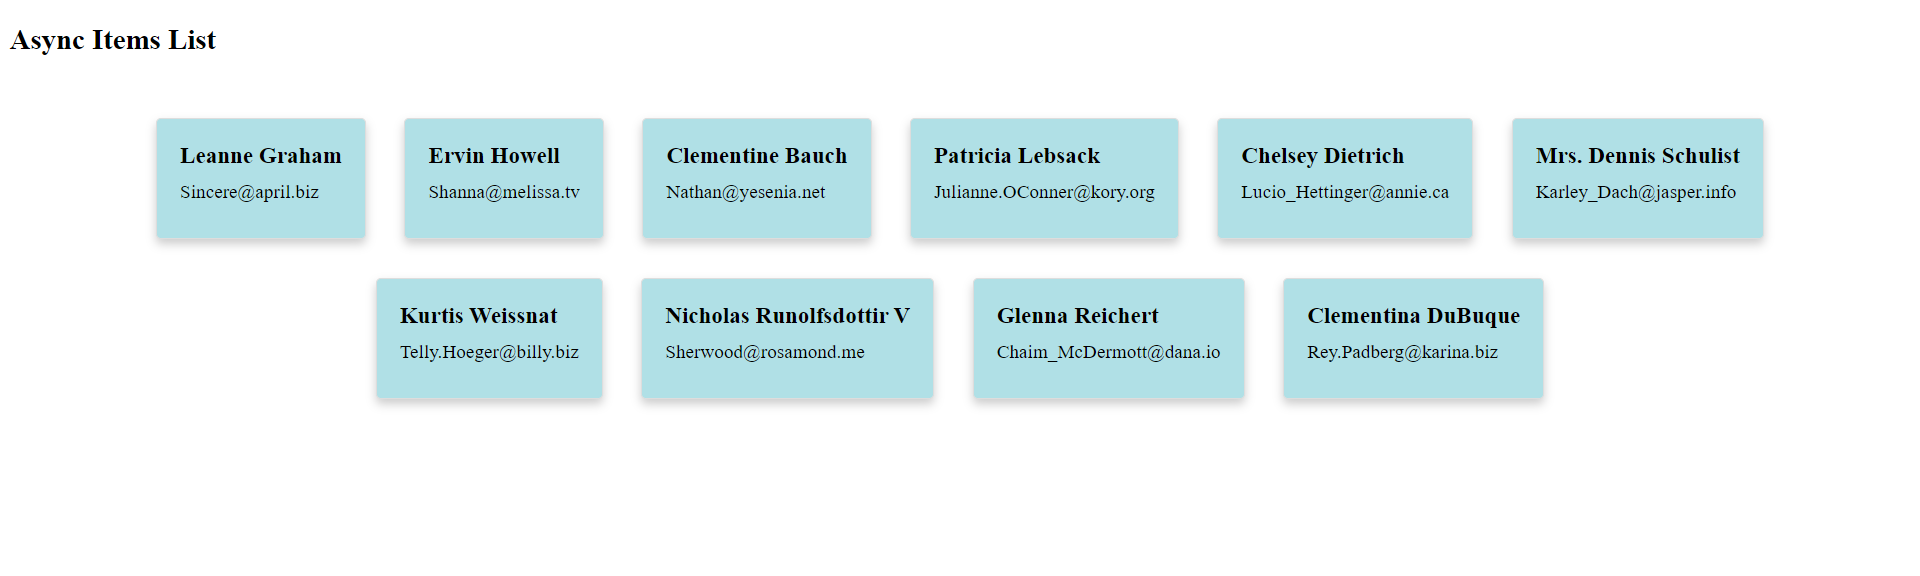 Async Items List
Leanne Graham
Sincere@april.biz
Ervin Howell
Shanna@melissa.tv
Clementine Bauch
Nathan@yesenia.net
Patricia Lebsack
Julianne.OConner@kory.org
Chelsey Dietrich
Lucio_Hettinger@annie.ca
Mrs. Dennis Schulist
Karley_Dach@jasper.info
Kurtis Weissnat
Telly.Hoeger@billy.biz
Nicholas Runolfsdottir V
Sherwood@rosamond.me
Glenna Reichert
Chaim_McDermott@dana.io
Clementina DuBuque
Rey.Padberg@karina.biz